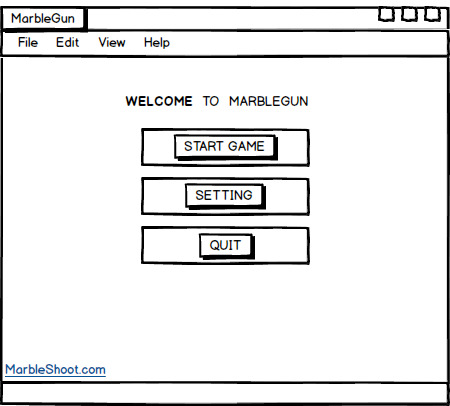 MarbleGun
File Edit View Help
WELCOME TO MARBLEGUN
START GAME
SETTING
QUIT
MarbleShoot.com